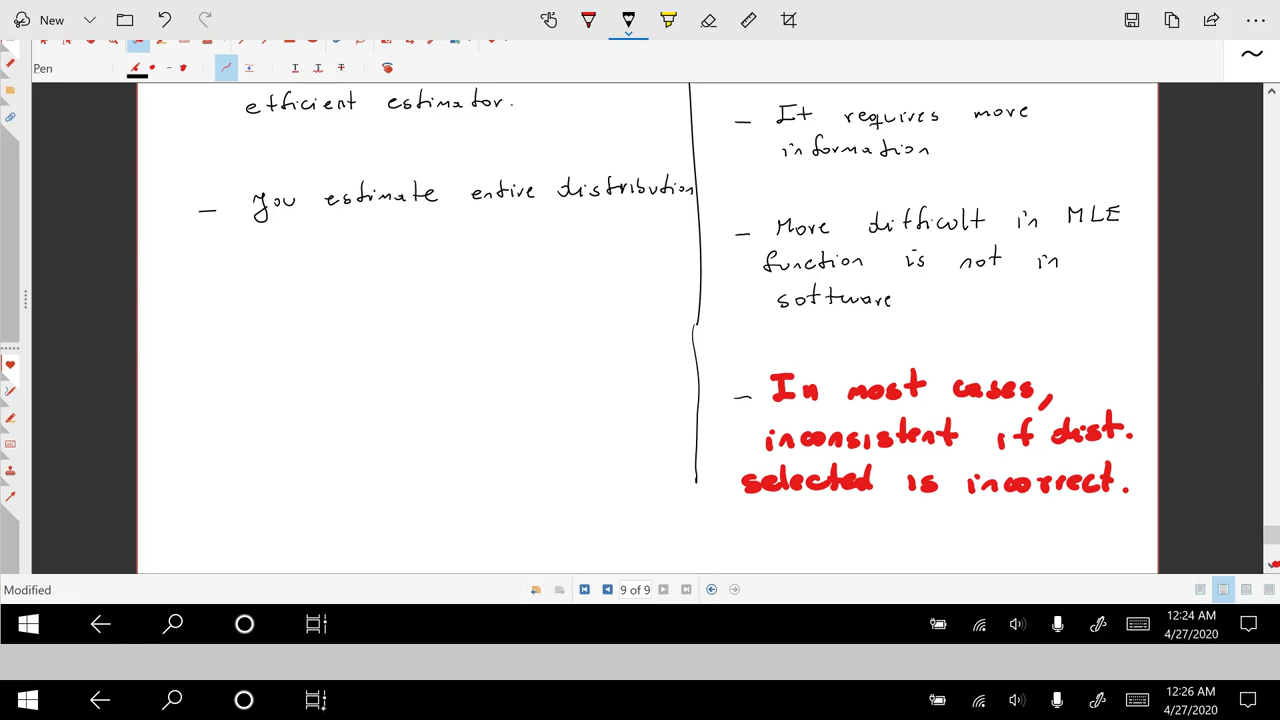 New
Pen
efficient estimator.
- You estimate entire distribution
- It requires more
information
- More difficult in MLE
function is not in
software
- In most cases,
inconsistent if dist.
selected is incorrect.
Modified
9 of 9
12:24 AM
4/27/2020
12:26 AM
4/27/2020